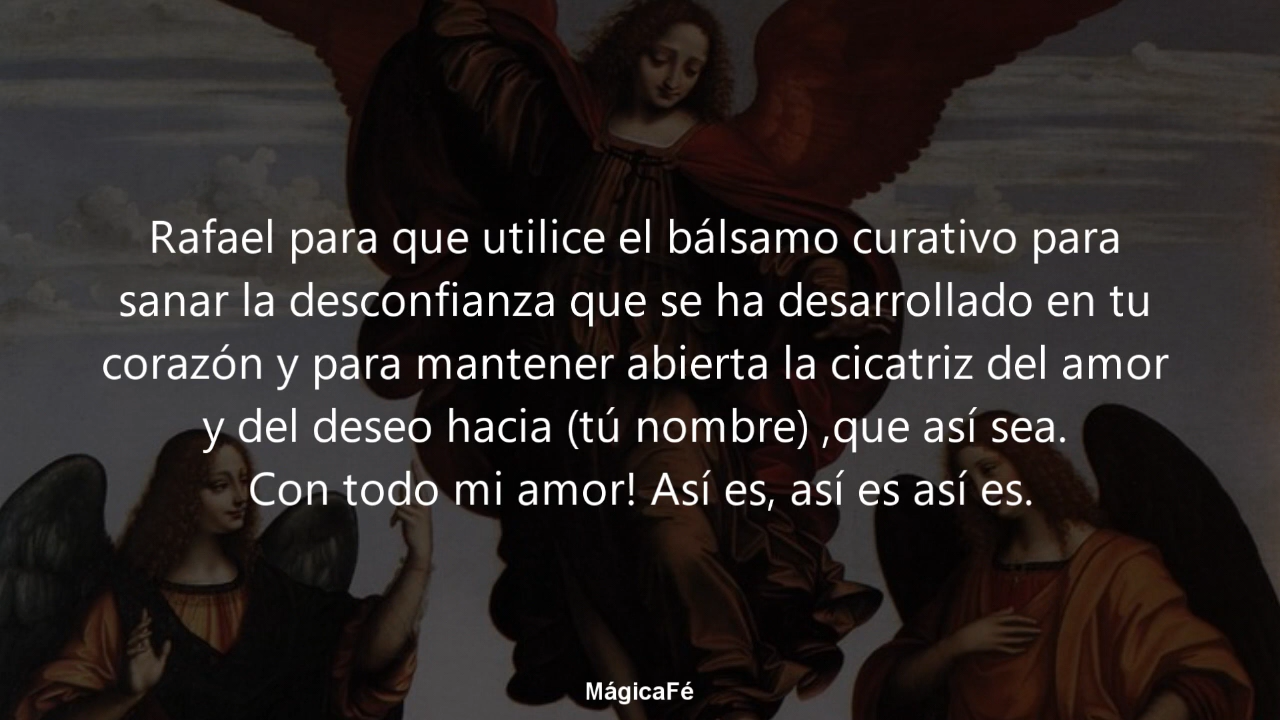 Rafael para que utilice el bálsamo curativo para
sanar la desconfianza que se ha desarrollado en tu
corazón y para mantener abierta la cicatriz del amor
y del deseo hacia (tú nombre) ,que así sea.
Con todo mi amor! Así es, así es así es.
MágicaFé